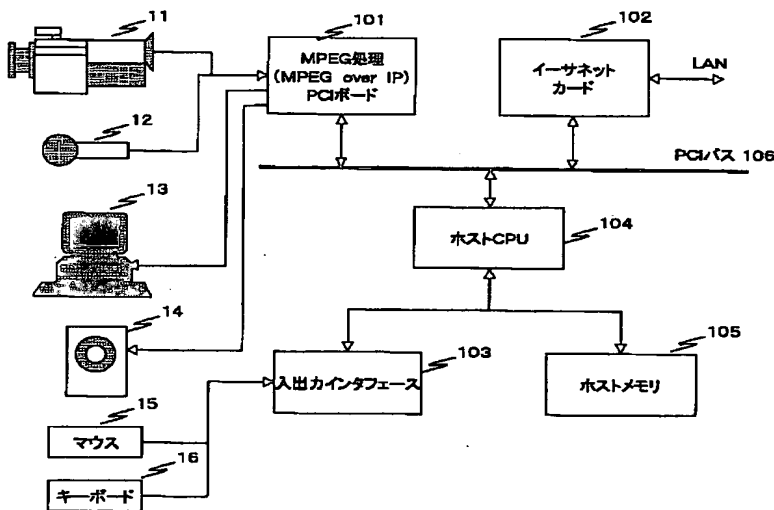 11
12
13
14
15
マウス
16
キーボード
101
MPEG処理
(MPEG over IP)
PCIボード
102
イーサネット
カード
LAN
PCIバス 106
ホストCPU
104
103
入出力インタフェース
105
ホストメモリ